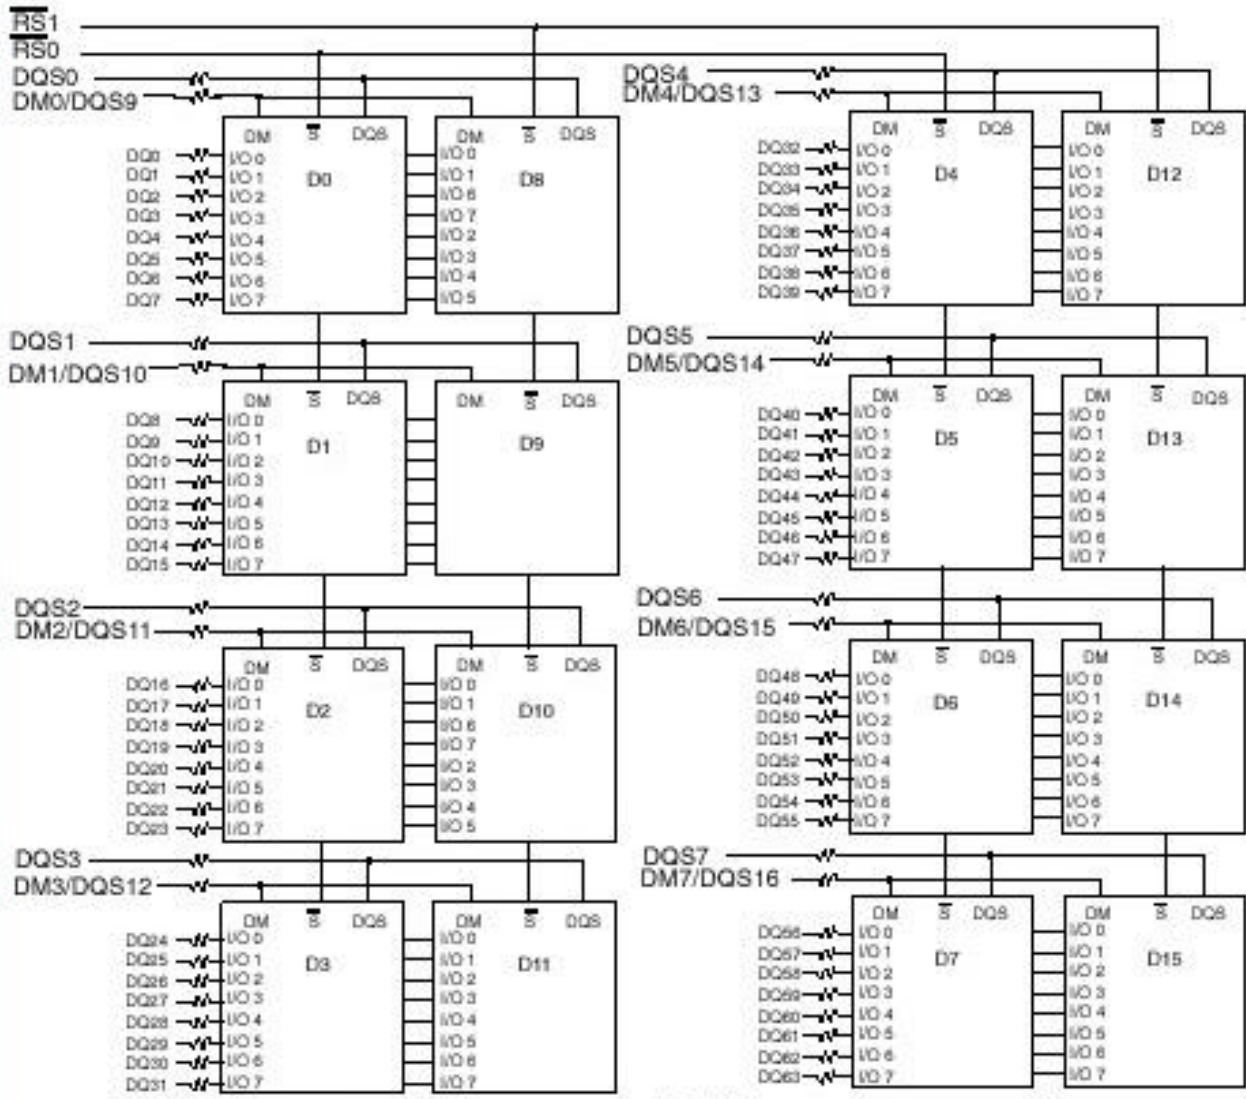 RS1
RS0
DQS0
DM0/DQS9
DM S DQS DM S DQS
DQ0 I/O 0 I/O 0
DQ1 I/O 1 D0 I/O 1 D8
DQ2 I/O 2 I/O 6
DQ3 I/O 3 I/O 7
DQ4 I/O 4 I/O 2
DQ5 I/O 5 I/O 3
DQ6 I/O 6 I/O 4
DQ7 I/O 7 I/O 5
DQS1
DM1/DQS10
DM S DQS DM S DQS
DQ8 I/O 0
DQ9 I/O 1 D1 D9
DQ10 I/O 2
DQ11 I/O 3
DQ12 I/O 4
DQ13 I/O 5
DQ14 I/O 6
DQ15 I/O 7
DQS2
DM2/DQS11
DM S DQS DM S DQS
DQ16 I/O 0 I/O 0
DQ17 I/O 1 D2 I/O 1 D10
DQ18 I/O 2 I/O 6
DQ19 I/O 3 I/O 7
DQ20 I/O 4 I/O 2
DQ21 I/O 5 I/O 3
DQ22 I/O 6 I/O 4
DQ23 I/O 7 I/O 5
DQS3
DM3/DQS12
DM S DQS DM S DQS
DQ24 I/O 0 I/O 0
DQ25 I/O 1 D3 I/O 1 D11
DQ26 I/O 2 I/O 2
DQ27 I/O 3 I/O 3
DQ28 I/O 4 I/O 4
DQ29 I/O 5 I/O 5
DQ30 I/O 6 I/O 6
DQ31 I/O 7 I/O 7
DQS4
DM4/DQS13
DM S DQS DM S DQS
DQ32 I/O 0 I/O 0
DQ33 I/O 1 D4 I/O 1 D12
DQ34 I/O 2 I/O 2
DQ35 I/O 3 I/O 3
DQ36 I/O 4 I/O 4
DQ37 I/O 5 I/O 5
DQ38 I/O 6 I/O 6
DQ39 I/O 7 I/O 7
DQS5
DM5/DQS14
DM S DQS DM S DQS
DQ40 I/O 0 I/O 0
DQ41 I/O 1 D5 I/O 1 D13
DQ42 I/O 2 I/O 2
DQ43 I/O 3 I/O 3
DQ44 I/O 4 I/O 4
DQ45 I/O 5 I/O 5
DQ46 I/O 6 I/O 6
DQ47 I/O 7 I/O 7
DQS6
DM6/DQS15
DM S DQS DM S DQS
DQ48 I/O 0 I/O 0
DQ49 I/O 1 D6 I/O 1 D14
DQ50 I/O 2 I/O 2
DQ51 I/O 3 I/O 3
DQ52 I/O 4 I/O 4
DQ53 I/O 5 I/O 5
DQ54 I/O 6 I/O 6
DQ55 I/O 7 I/O 7
DQS7
DM7/DQS16
DM S DQS DM S DQS
DQ56 I/O 0 I/O 0
DQ57 I/O 1 D7 I/O 1 D15
DQ58 I/O 2 I/O 2
DQ59 I/O 3 I/O 3
DQ60 I/O 4 I/O 4
DQ61 I/O 5 I/O 5
DQ62 I/O 6 I/O 6
DQ63 I/O 7 I/O 7